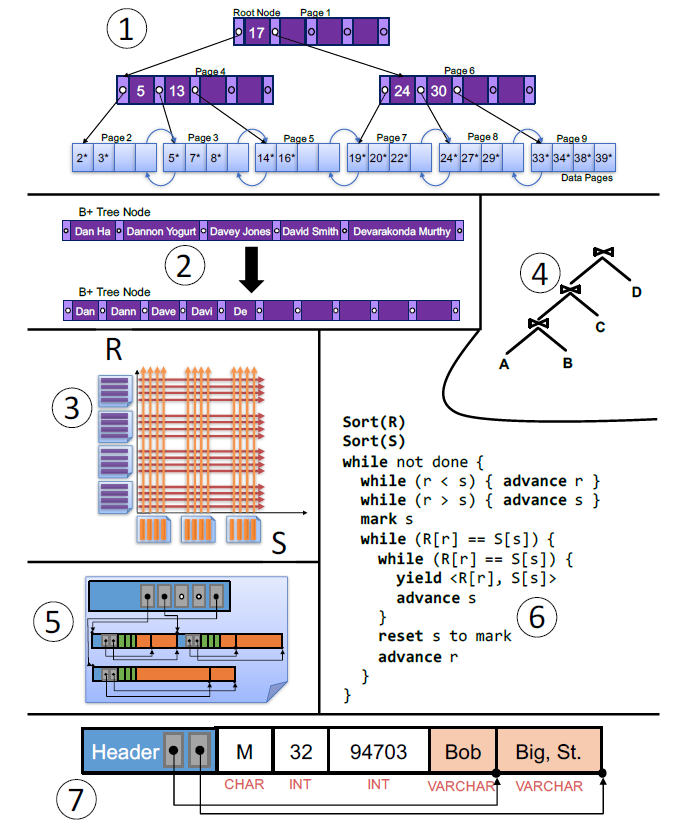 1
Root Node Page 1
17
Page 4 Page 6
5 13 24 30
Page 2 Page 3 Page 5 Page 7 Page 8 Page 9
2* 3* 5* 7* 8* 14* 16* 19* 20* 22* 24* 27* 29* 33* 34* 38* 39*
Data Pages
B+ Tree Node
Dan Ha Dannon Yogurt Davey Jones David Smith Devarakonda Murthy
2
B+ Tree Node
Dan Dann Dave Davi De
4
D
C
A B
R
3
S
5
Sort(R)
Sort(S)
while not done {
while (r < s) { advance r }
while (r > s) { advance s }
mark s
while (R[r] == S[s]) {
while (R[r] == S[s]) {
yield <R[r], S[s]>
advance s
}
reset s to mark
advance r
}
}
6
Header M 32 94703 Bob Big, St.
CHAR INT INT VARCHAR VARCHAR
7